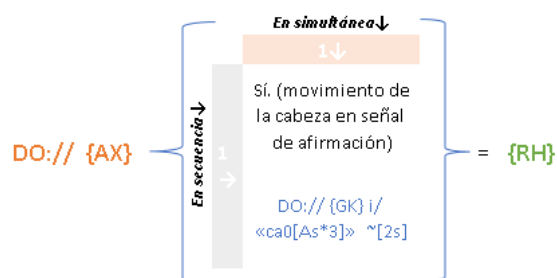 En simultánea↓
1↓
En secuencia↓
1→
Sí. (movimiento de
la cabeza en señal
de afirmación)
DO:// {AX}
= {RH}
DO:// {GK} i/
«ca0[As*3]» ~[2s]